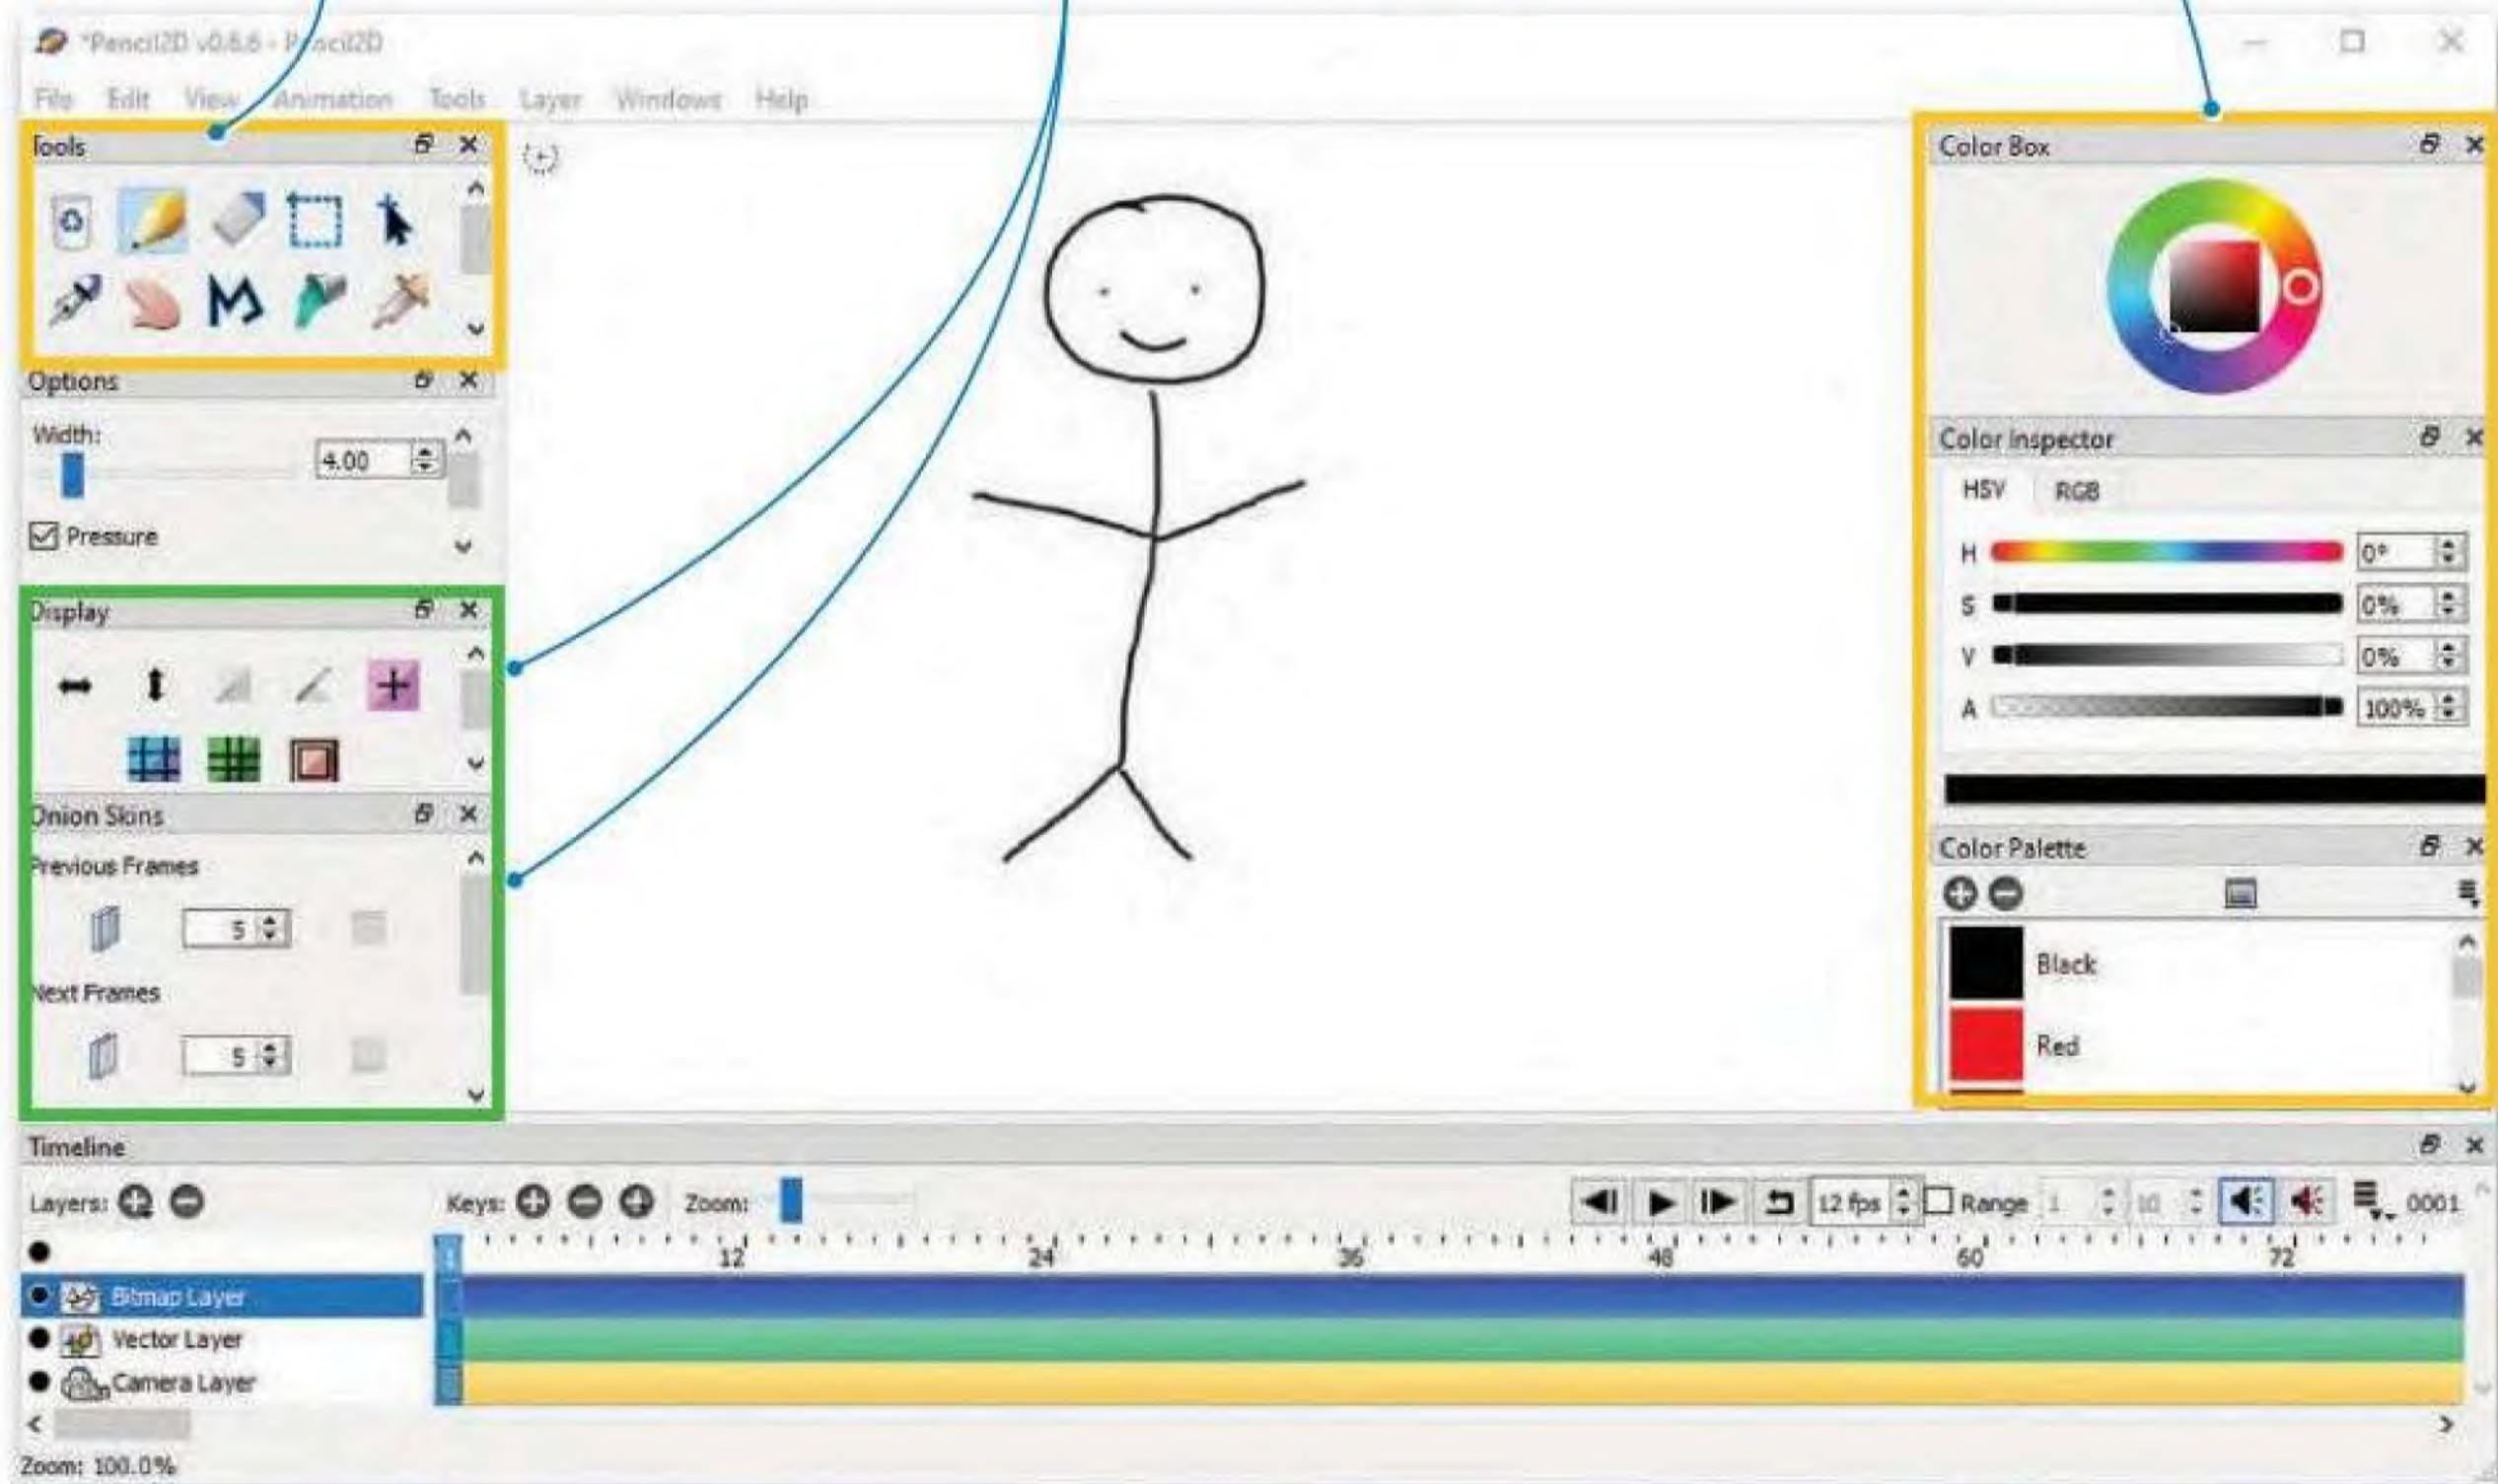 *Pencil2D v0.6.6 - Pencil2D
File Edit View Animation Tools Layer Windows Help
Tools
Options
Width:
4.00
Pressure
Display
Onion Skins
Previous Frames
5
Next Frames
5
Color Box
Color Inspector
HSV RGB
H 0°
S 0%
V 0%
A 100%
Color Palette
Black
Red
Timeline
Layers: Keys: Zoom: 12 fps Range 1 10 0001
12 24 36 48 60 72
Bitmap Layer
Vector Layer
Camera Layer
Zoom: 100.0%